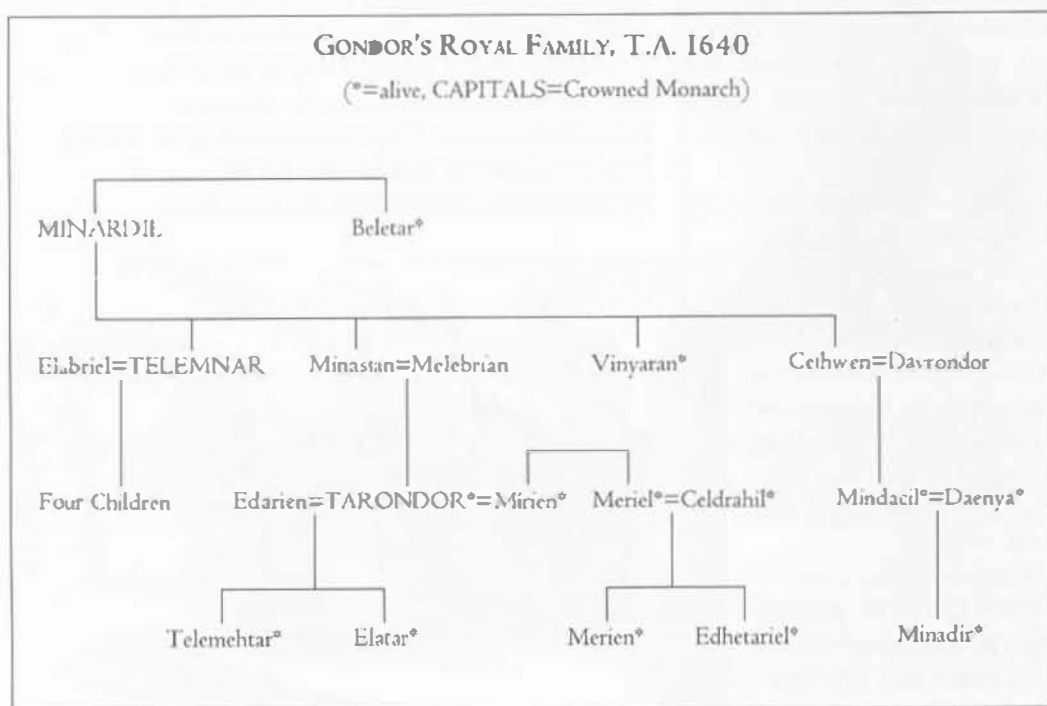 GONDOR'S ROYAL FAMILY, T.A. 1640
(*=alive, CAPITALS=Crowned Monarch)
MINARDIL Beletar*
Elabriel=TELEMNAR Minastan=Melebrian Vinyaran* Cethwen=Davrondor
Four Children Edarien=TARONDOR*=Mirien* Meriel*=Celdrahil* Mindacil*=Daenya*
Telemehtar* Elatar* Merien* Edhetariel* Minadir*